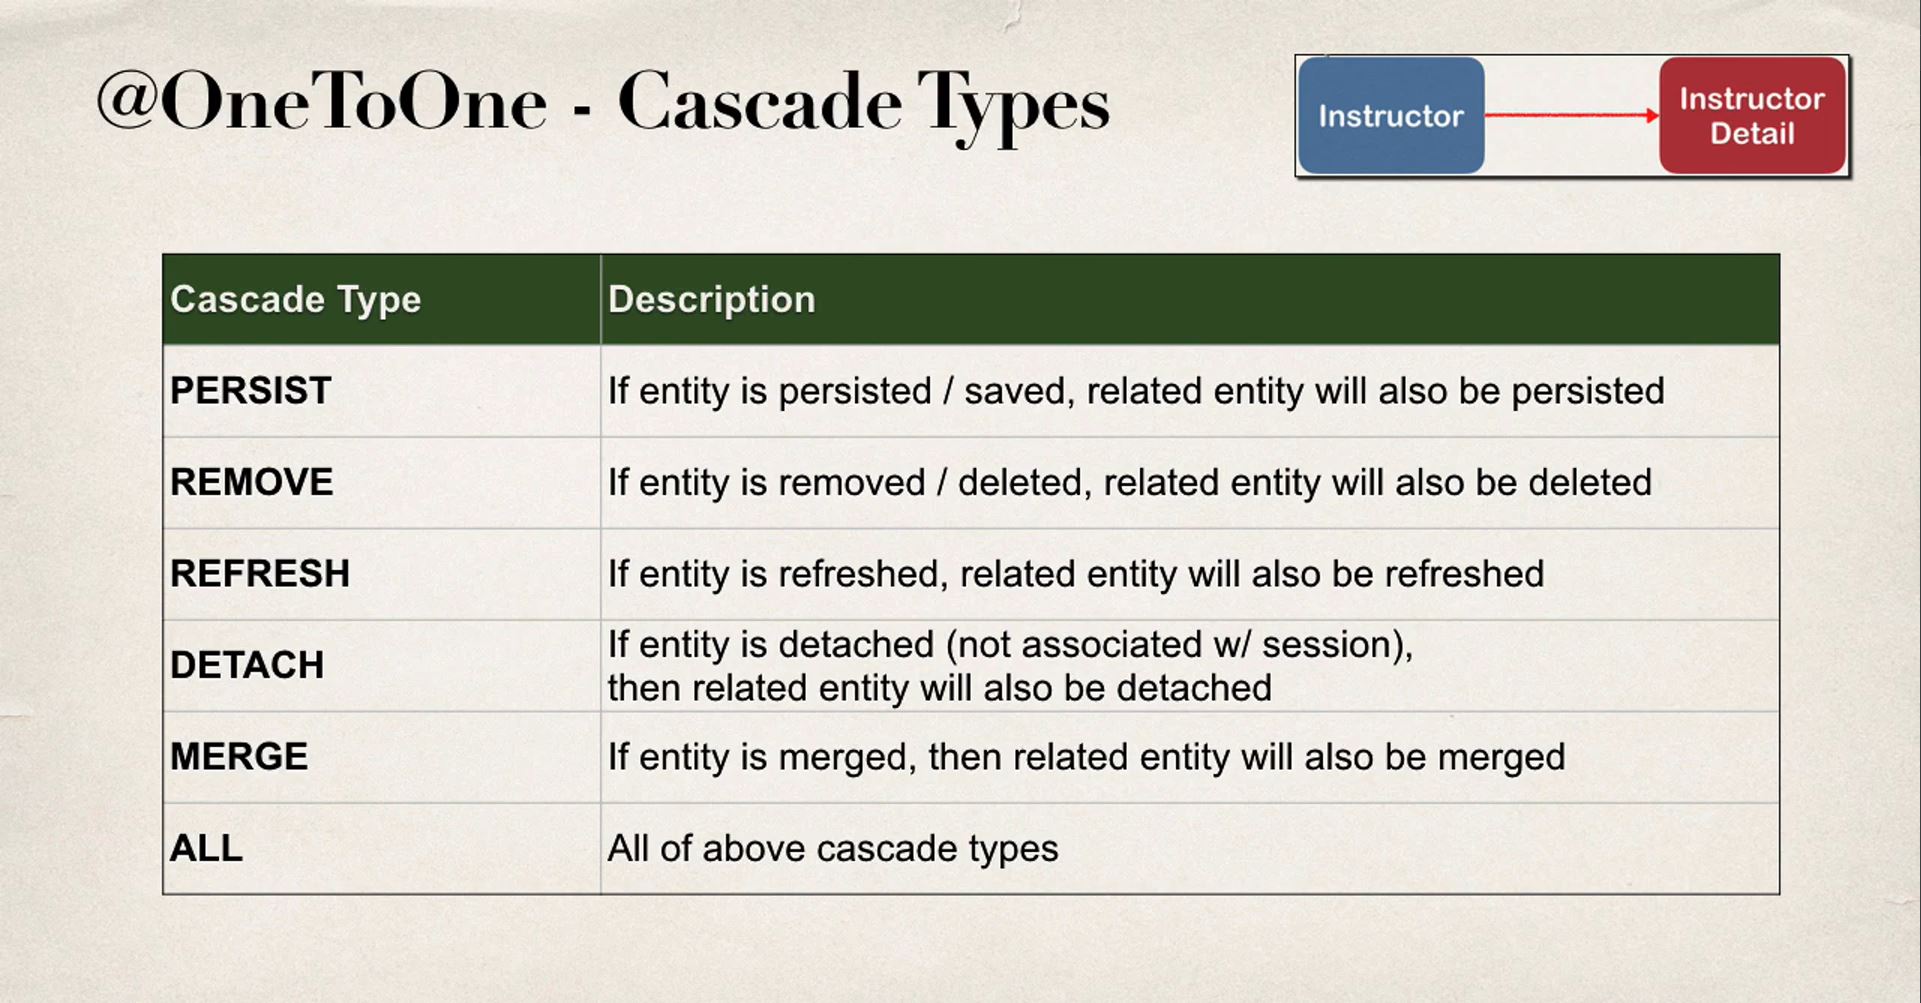 @OneToOne - Cascade Types
Instructor
Instructor
Detail
Cascade Type
Description
PERSIST
If entity is persisted / saved, related entity will also be persisted
REMOVE
If entity is removed / deleted, related entity will also be deleted
REFRESH
If entity is refreshed, related entity will also be refreshed
DETACH
If entity is detached (not associated w/ session),
then related entity will also be detached
MERGE
If entity is merged, then related entity will also be merged
ALL
All of above cascade types